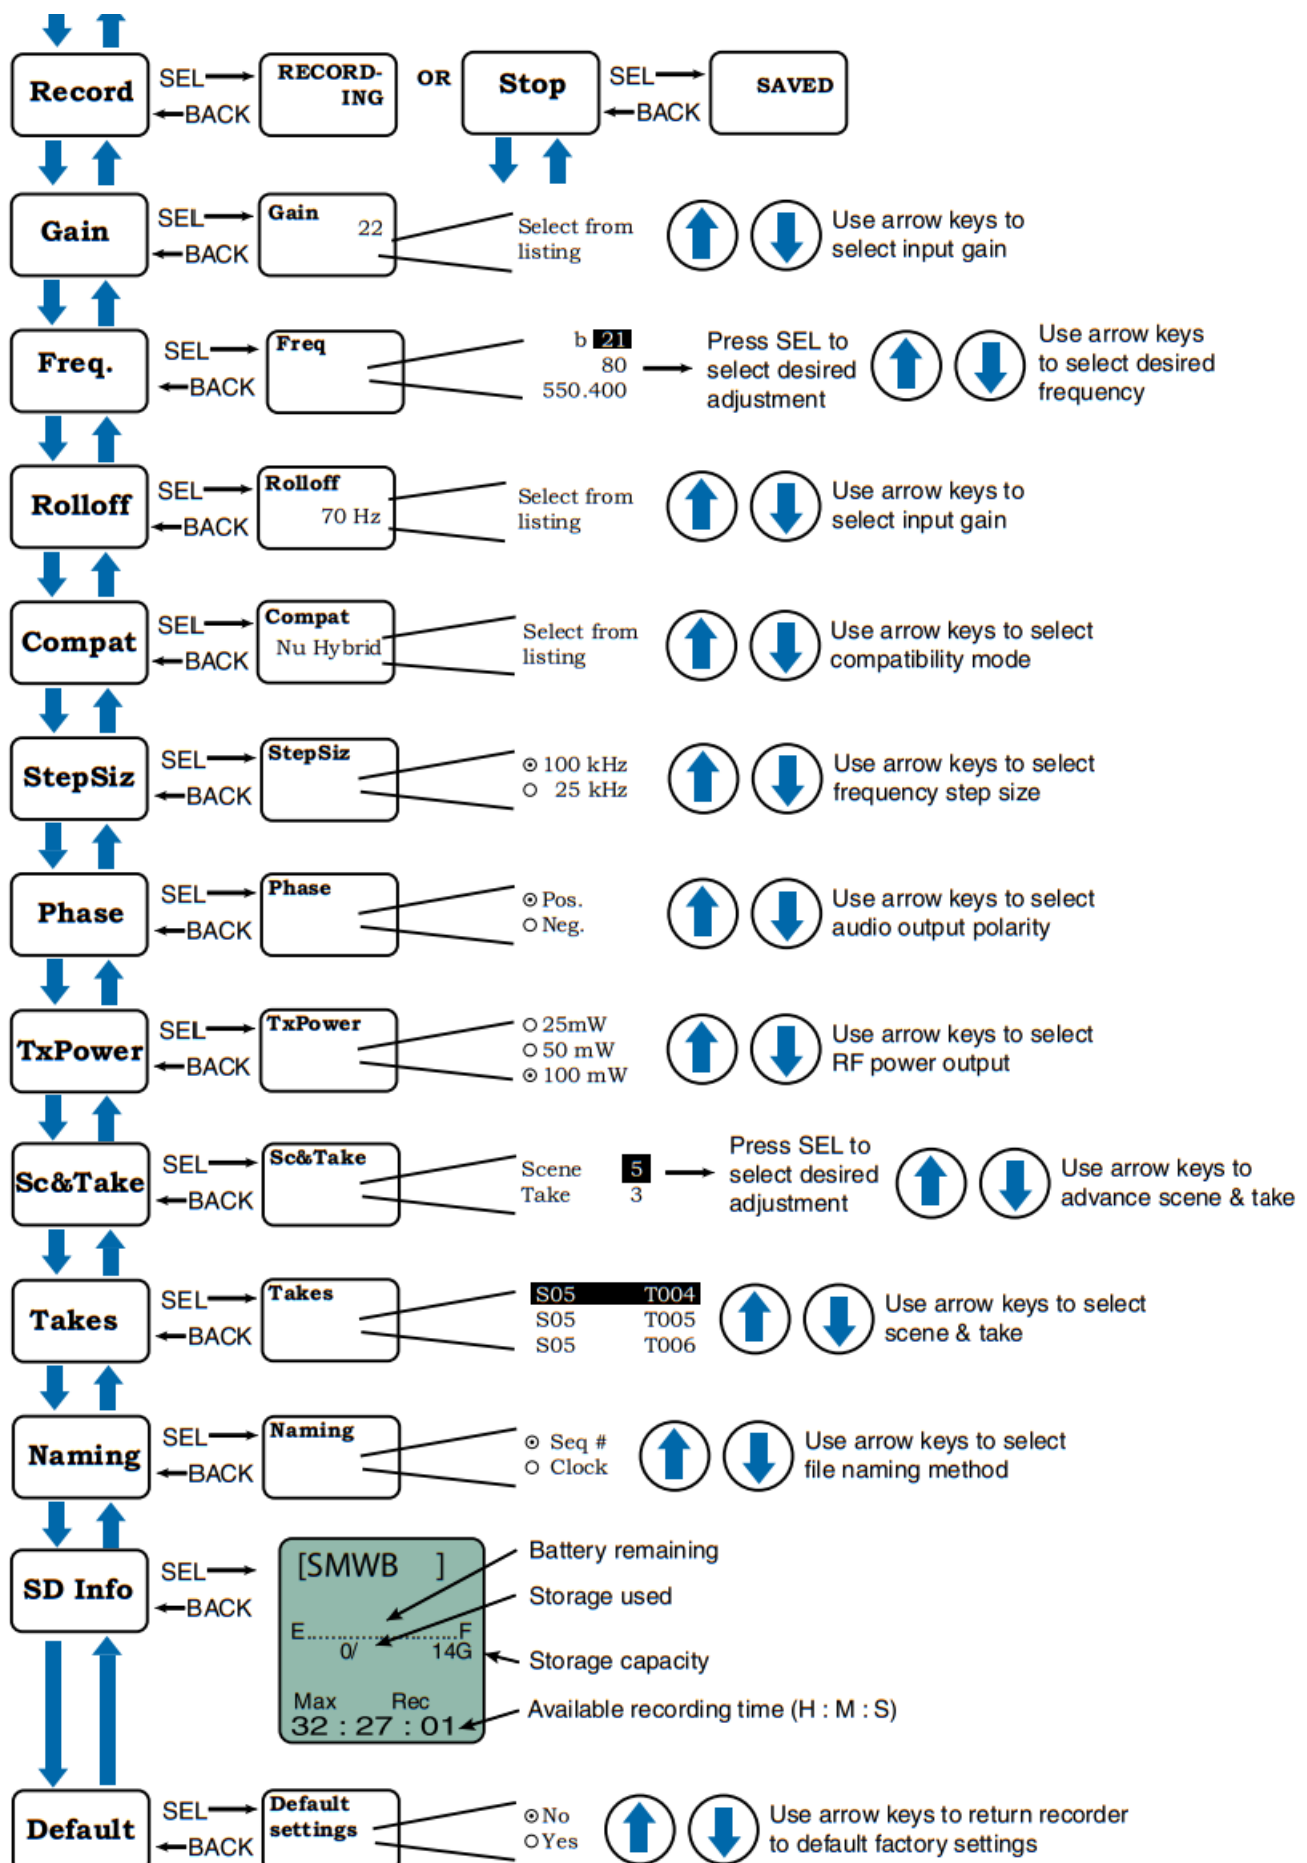 Record
SEL
BACK
RECORD-
ING
OR
Stop
SEL
BACK
SAVED
Gain
SEL
BACK
Gain
22
Select from
listing
Use arrow keys to
select input gain
Freq.
SEL
BACK
Freq
b 21
80
550.400
Press SEL to
select desired
adjustment
Use arrow keys
to select desired
frequency
Rolloff
SEL
BACK
Rolloff
70 Hz
Select from
listing
Use arrow keys to
select input gain
Compat
SEL
BACK
Compat
Nu Hybrid
Select from
listing
Use arrow keys to select
compatibility mode
StepSiz
SEL
BACK
StepSiz
100 kHz
25 kHz
Use arrow keys to select
frequency step size
Phase
SEL
BACK
Phase
Pos.
Neg.
Use arrow keys to select
audio output polarity
TxPower
SEL
BACK
TxPower
25mW
50 mW
100 mW
Use arrow keys to select
RF power output
Sc&Take
SEL
BACK
Sc&Take
Scene 5
Take 3
Press SEL to
select desired
adjustment
Use arrow keys to
advance scene & take
Takes
SEL
BACK
Takes
S05 T004
S05 T005
S05 T006
Use arrow keys to select
scene & take
Naming
SEL
BACK
Naming
Seq #
Clock
Use arrow keys to select
file naming method
SD Info
SEL
BACK
[SMWB ]
E........................F
0/ 14G
Max Rec
32 : 27 : 01
Battery remaining
Storage used
Storage capacity
Available recording time (H : M : S)
Default
SEL
BACK
Default
settings
No
Yes
Use arrow keys to return recorder
to default factory settings